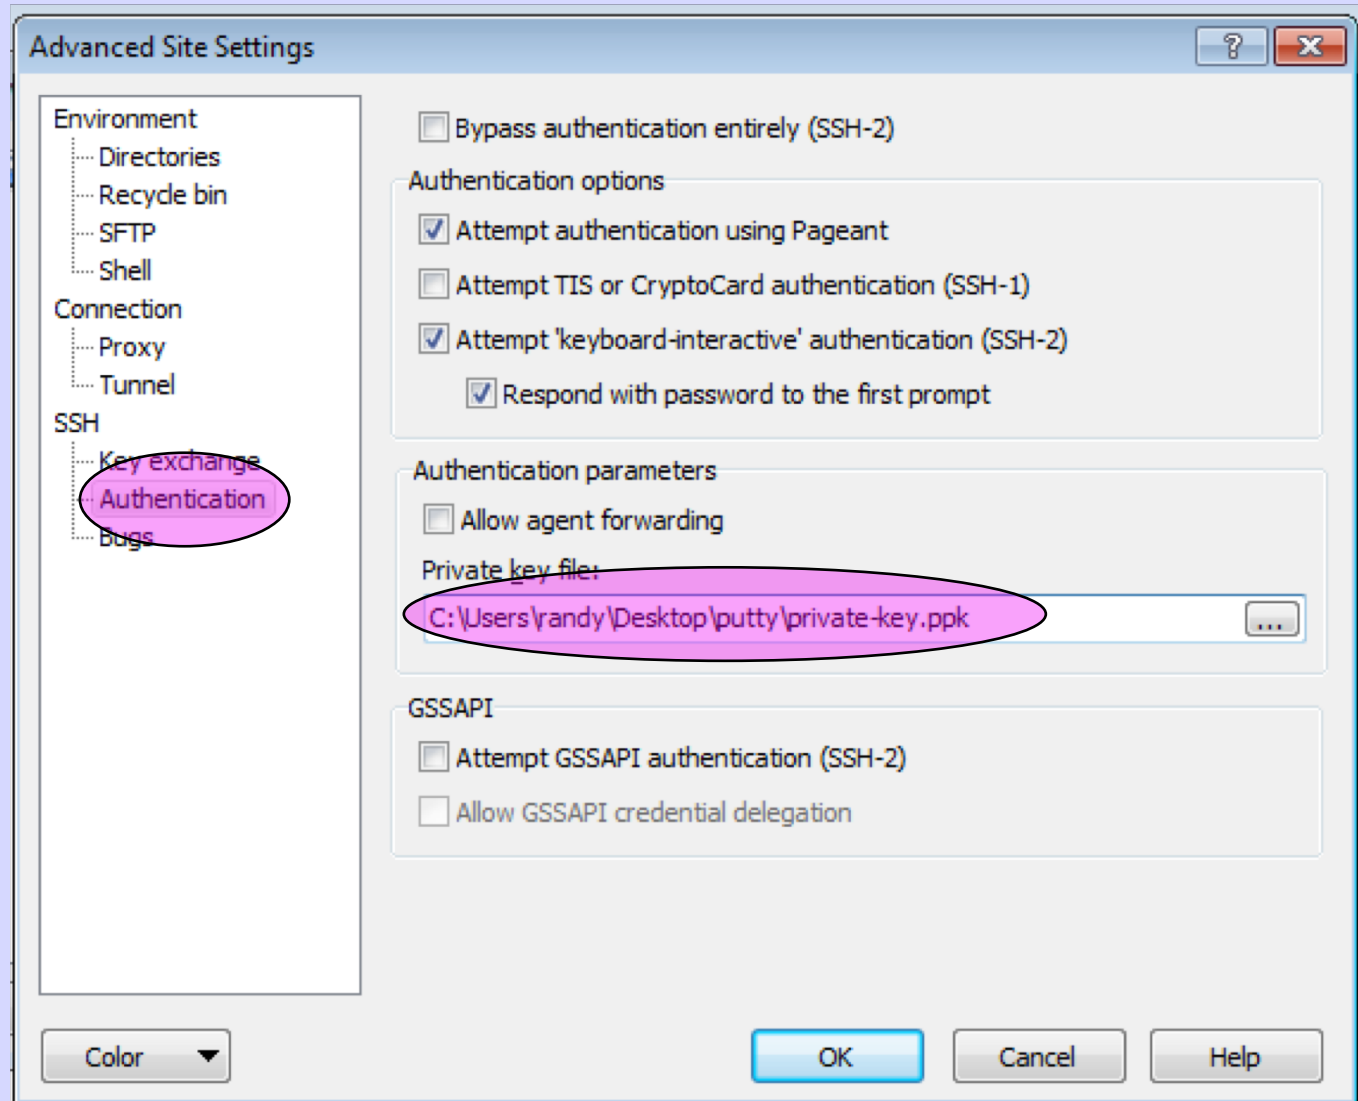 Advanced Site Settings
?
Environment
Directories
Recycle bin
SFTP
Shell
Connection
Proxy
Tunnel
SSH
Key exchange
Authentication
Bugs
Bypass authentication entirely (SSH-2)
Authentication options
Attempt authentication using Pageant
Attempt TIS or CryptoCard authentication (SSH-1)
Attempt 'keyboard-interactive' authentication (SSH-2)
Respond with password to the first prompt
Authentication parameters
Allow agent forwarding
Private key file:
C:\Users\randy\Desktop\putty\private-key.ppk
...
GSSAPI
Attempt GSSAPI authentication (SSH-2)
Allow GSSAPI credential delegation
Color
OK
Cancel
Help